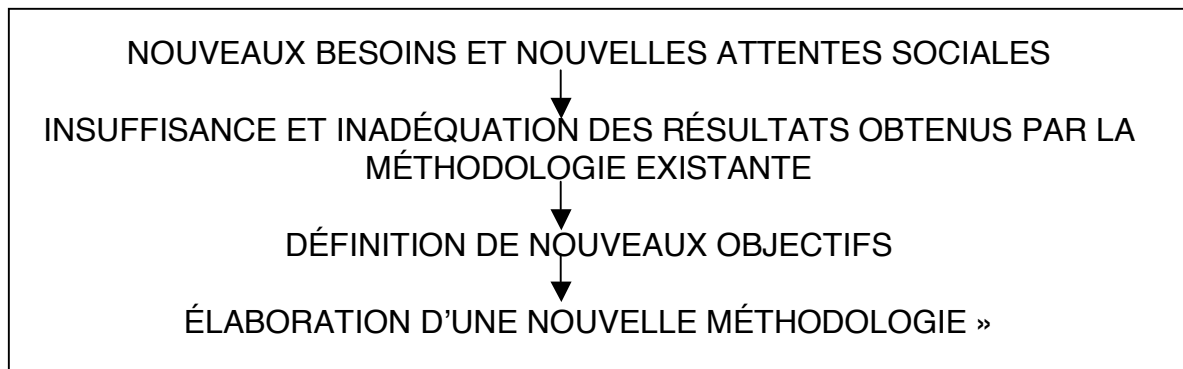 NOUVEAUX BESOINS ET NOUVELLES ATTENTES SOCIALES
INSUFFISANCE ET INADÉQUATION DES RÉSULTATS OBTENUS PAR LA
MÉTHODOLOGIE EXISTANTE
DÉFINITION DE NOUVEAUX OBJECTIFS
ÉLABORATION D'UNE NOUVELLE MÉTHODOLOGIE »